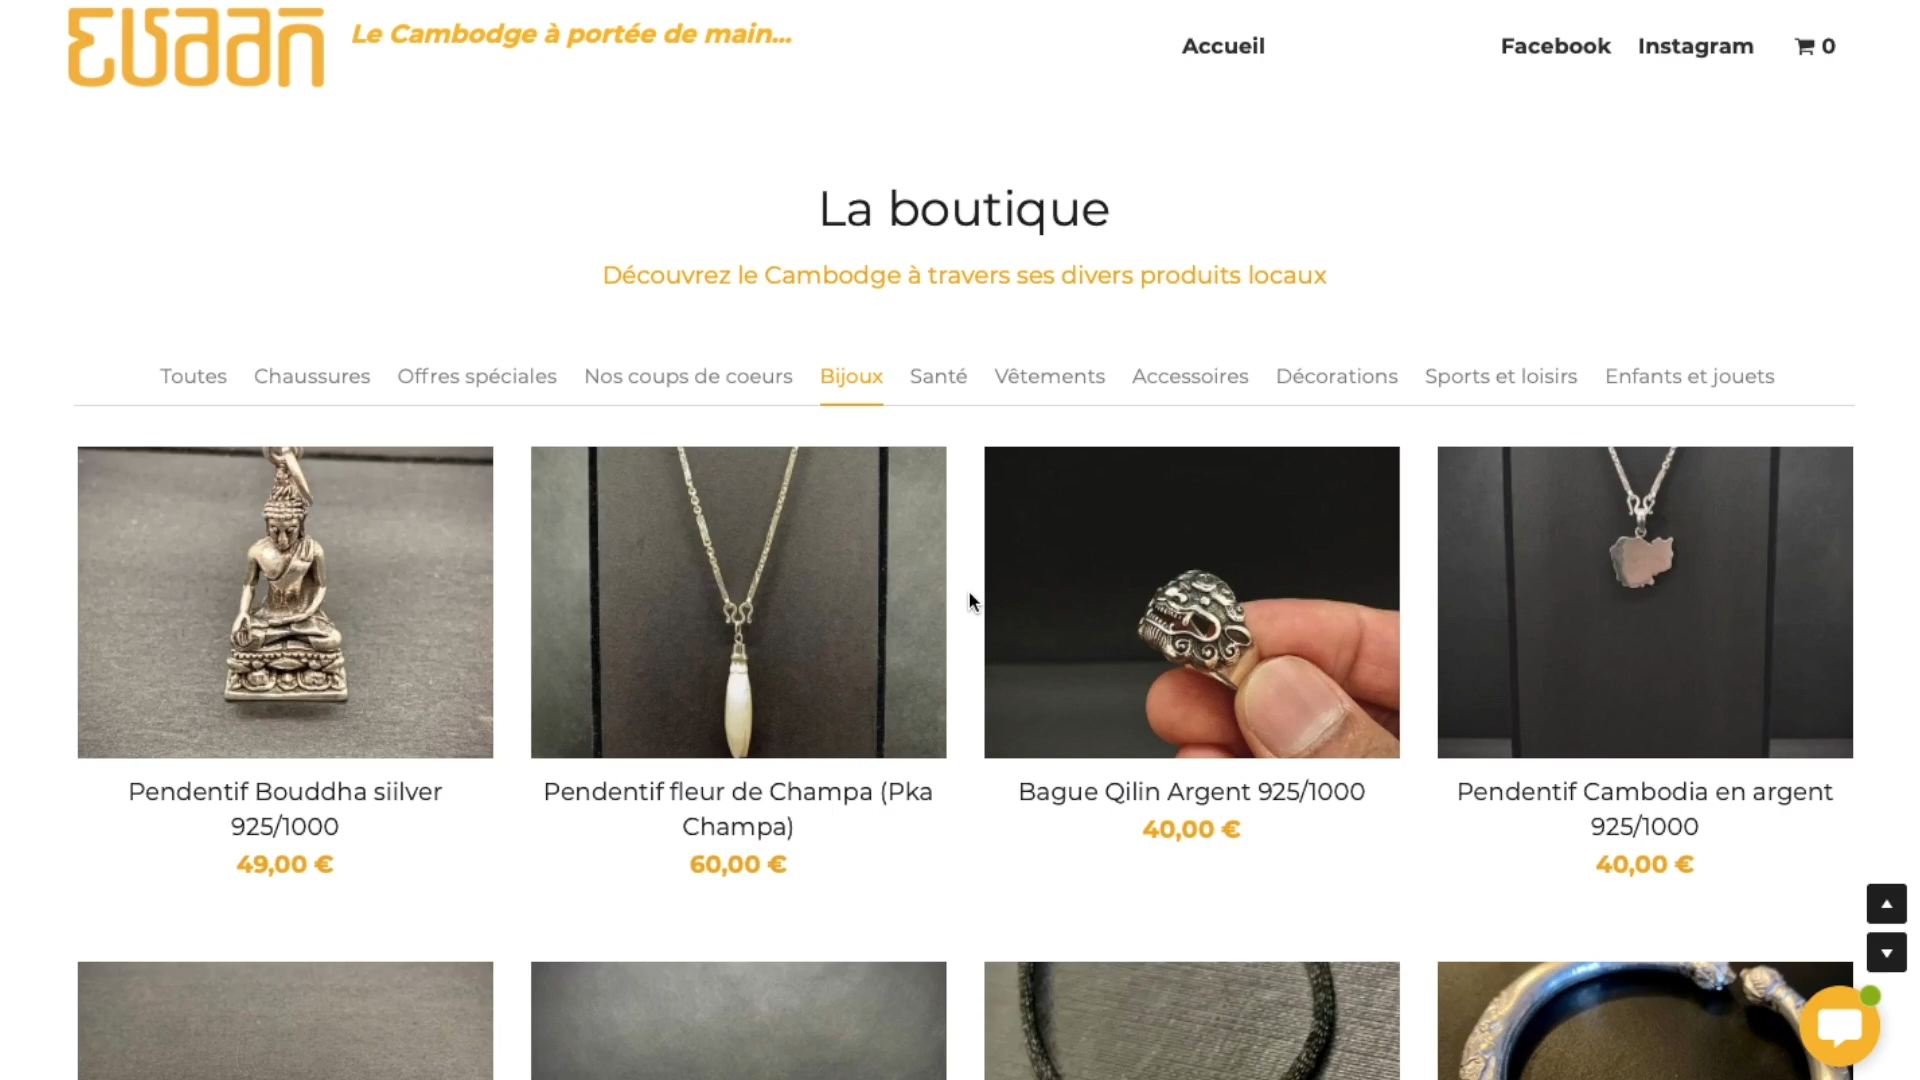 Le Cambodge à portée de main...
Accueil
Facebook
Instagram
0
La boutique
Découvrez le Cambodge à travers ses divers produits locaux
Toutes
Chaussures
Offres spéciales
Nos coups de coeurs
Bijoux
Santé
Vêtements
Accessoires
Décorations
Sports et loisirs
Enfants et jouets
Pendentif Bouddha siilver
925/1000
49,00 €
Pendentif fleur de Champa (Pka
Champa)
60,00 €
Bague Qilin Argent 925/1000
40,00 €
Pendentif Cambodia en argent
925/1000
40,00 €